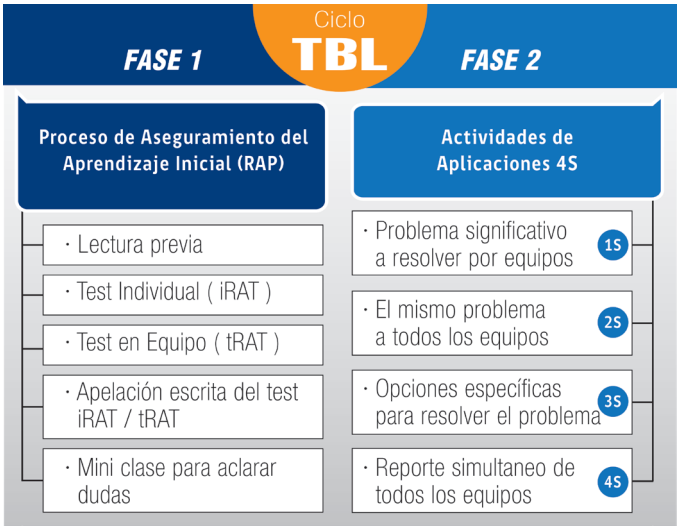 Ciclo
TBL
FASE 1
FASE 2
Proceso de Aseguramiento del
Aprendizaje Inicial (RAP)
· Lectura previa
· Test Individual ( iRAT )
· Test en Equipo ( tRAT )
· Apelación escrita del test
iRAT / tRAT
· Mini clase para aclarar
dudas
Actividades de
Aplicaciones 4S
· Problema significativo
a resolver por equipos
1S
· El mismo problema
a todos los equipos
2S
· Opciones específicas
para resolver el problema
3S
· Reporte simultaneo de
todos los equipos
4S